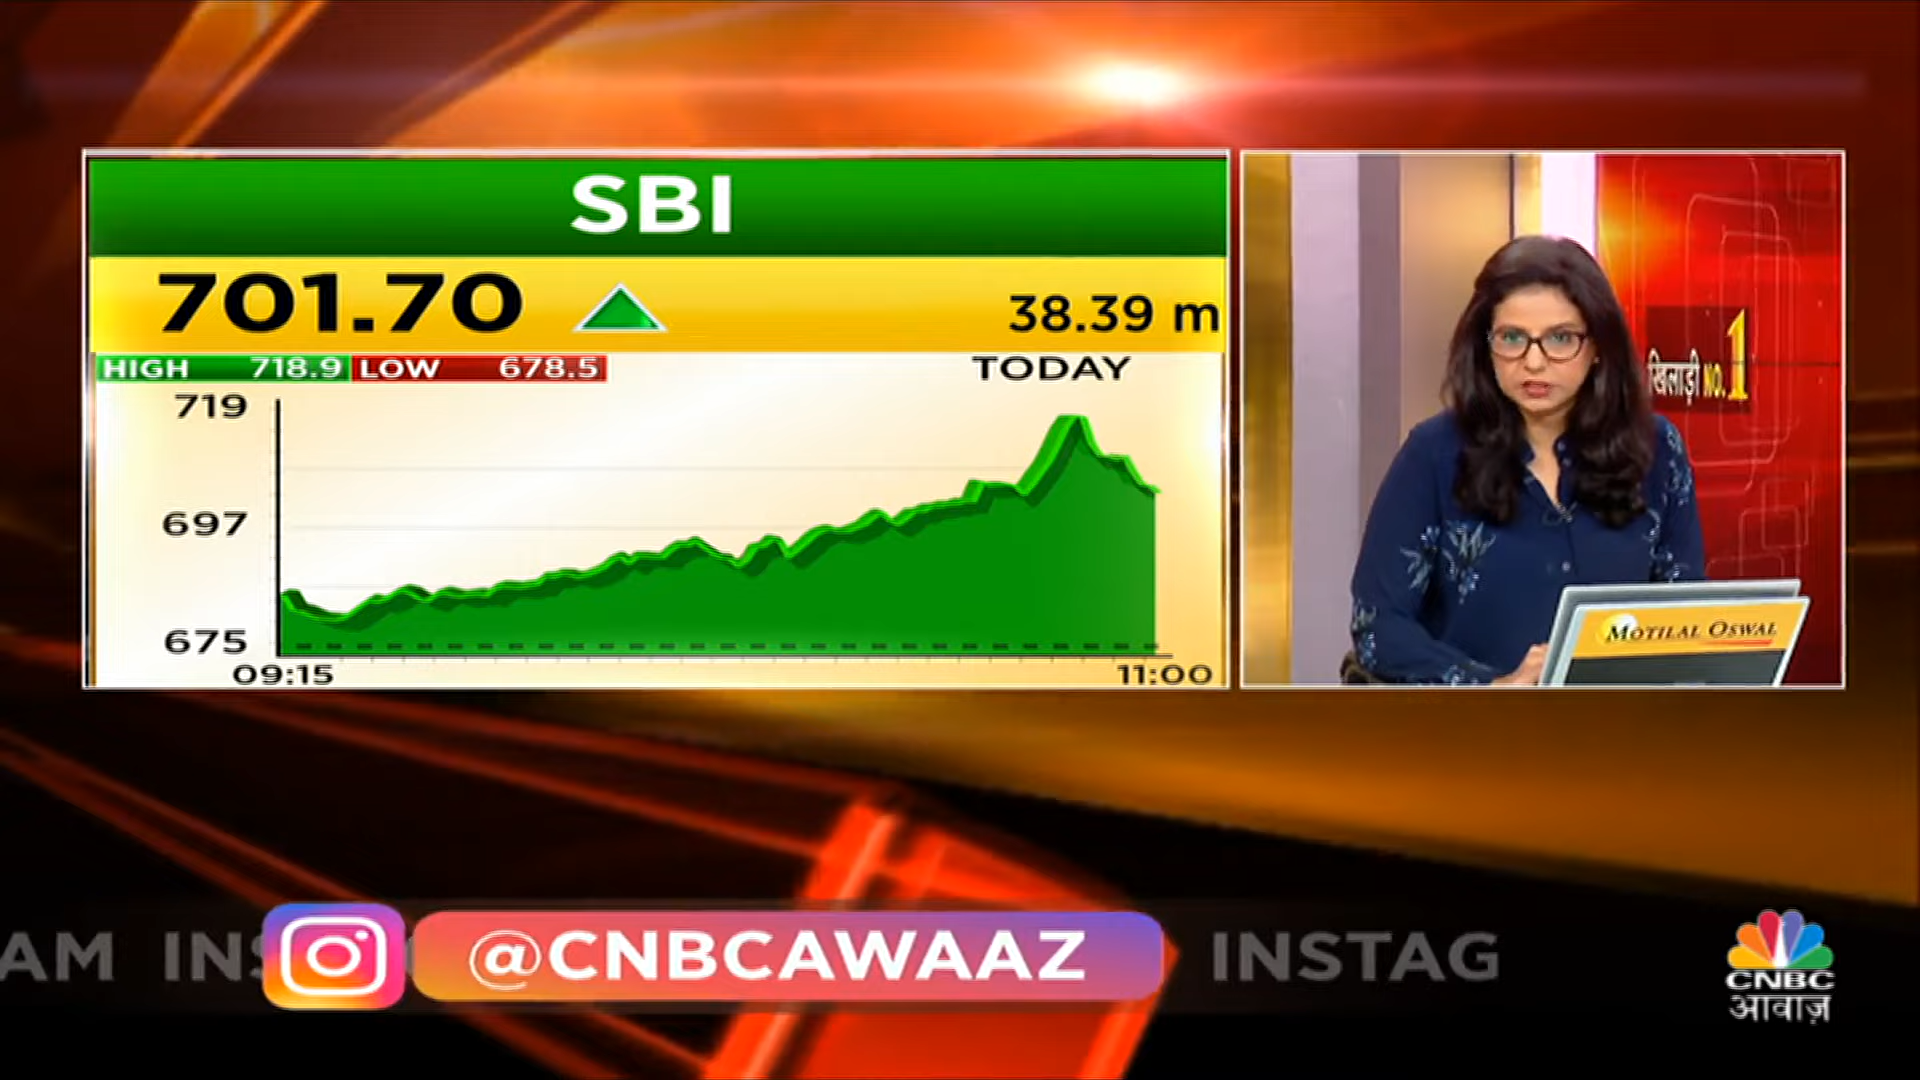 SBI
701.70
38.39 m
HIGH 718.9 LOW 678.5
TODAY
719
697
675
09:15
11:00
खिलाड़ी NO.1
MOTILAL OSWAL
AM INS
@CNBCAWAAZ
INSTAG
CNBC
आवाज़